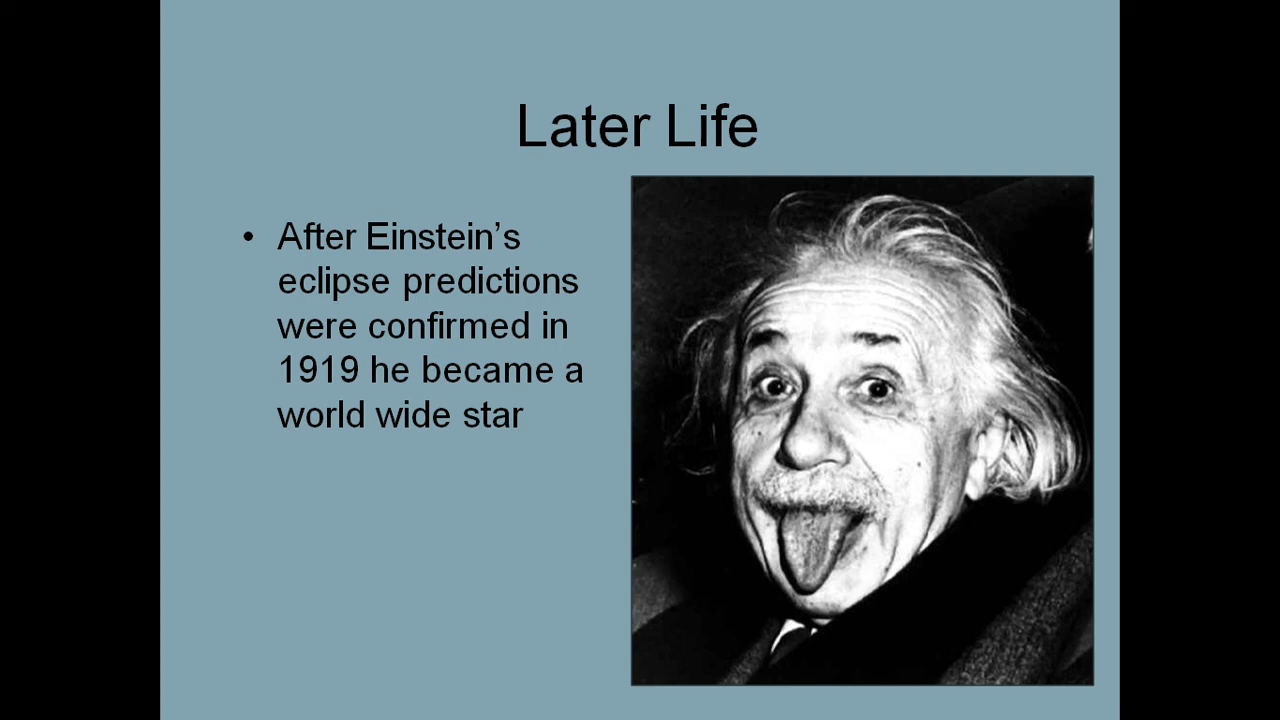 Later Life
• After Einstein’s
eclipse predictions
were confirmed in
1919 he became a
world wide star